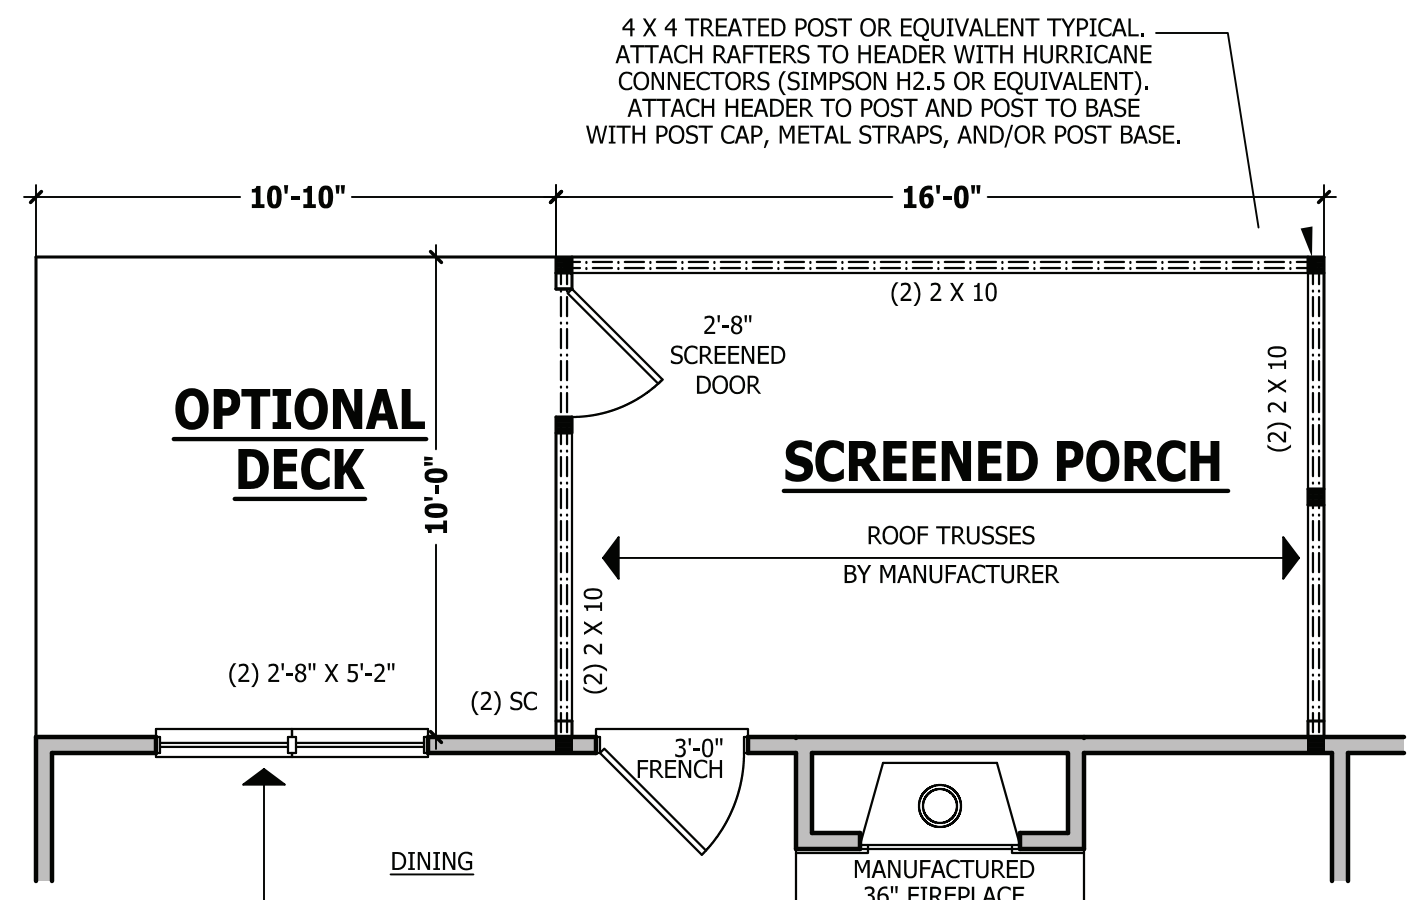 4 X 4 TREATED POST OR EQUIVALENT TYPICAL.
ATTACH RAFTERS TO HEADER WITH HURRICANE
CONNECTORS (SIMPSON H2.5 OR EQUIVALENT).
ATTACH HEADER TO POST AND POST TO BASE
WITH POST CAP, METAL STRAPS, AND/OR POST BASE.
10'-10"
16'-0"
(2) 2 X 10
2'-8"
SCREENED
DOOR
(2) 2 X 10
OPTIONAL
DECK
10'-0"
SCREENED PORCH
ROOF TRUSSES
BY MANUFACTURER
(2) 2 X 10
(2) 2'-8" X 5'-2"
(2) SC
3'-0"
FRENCH
DINING
MANUFACTURED
36" FIREPLACE